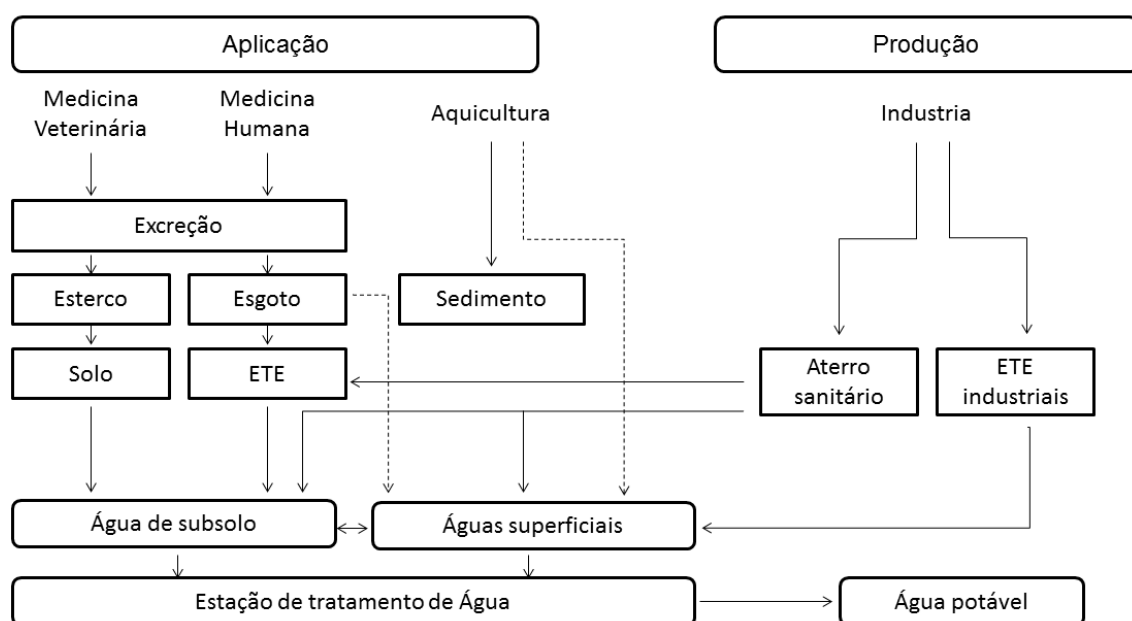 Aplicação
Produção
Medicina
Veterinária
Medicina
Humana
Aquicultura
Industria
Excreção
Esterco
Esgoto
Sedimento
Solo
ETE
Aterro
sanitário
ETE
industriais
Água de subsolo
Águas superficiais
Estação de tratamento de Água
Água potável